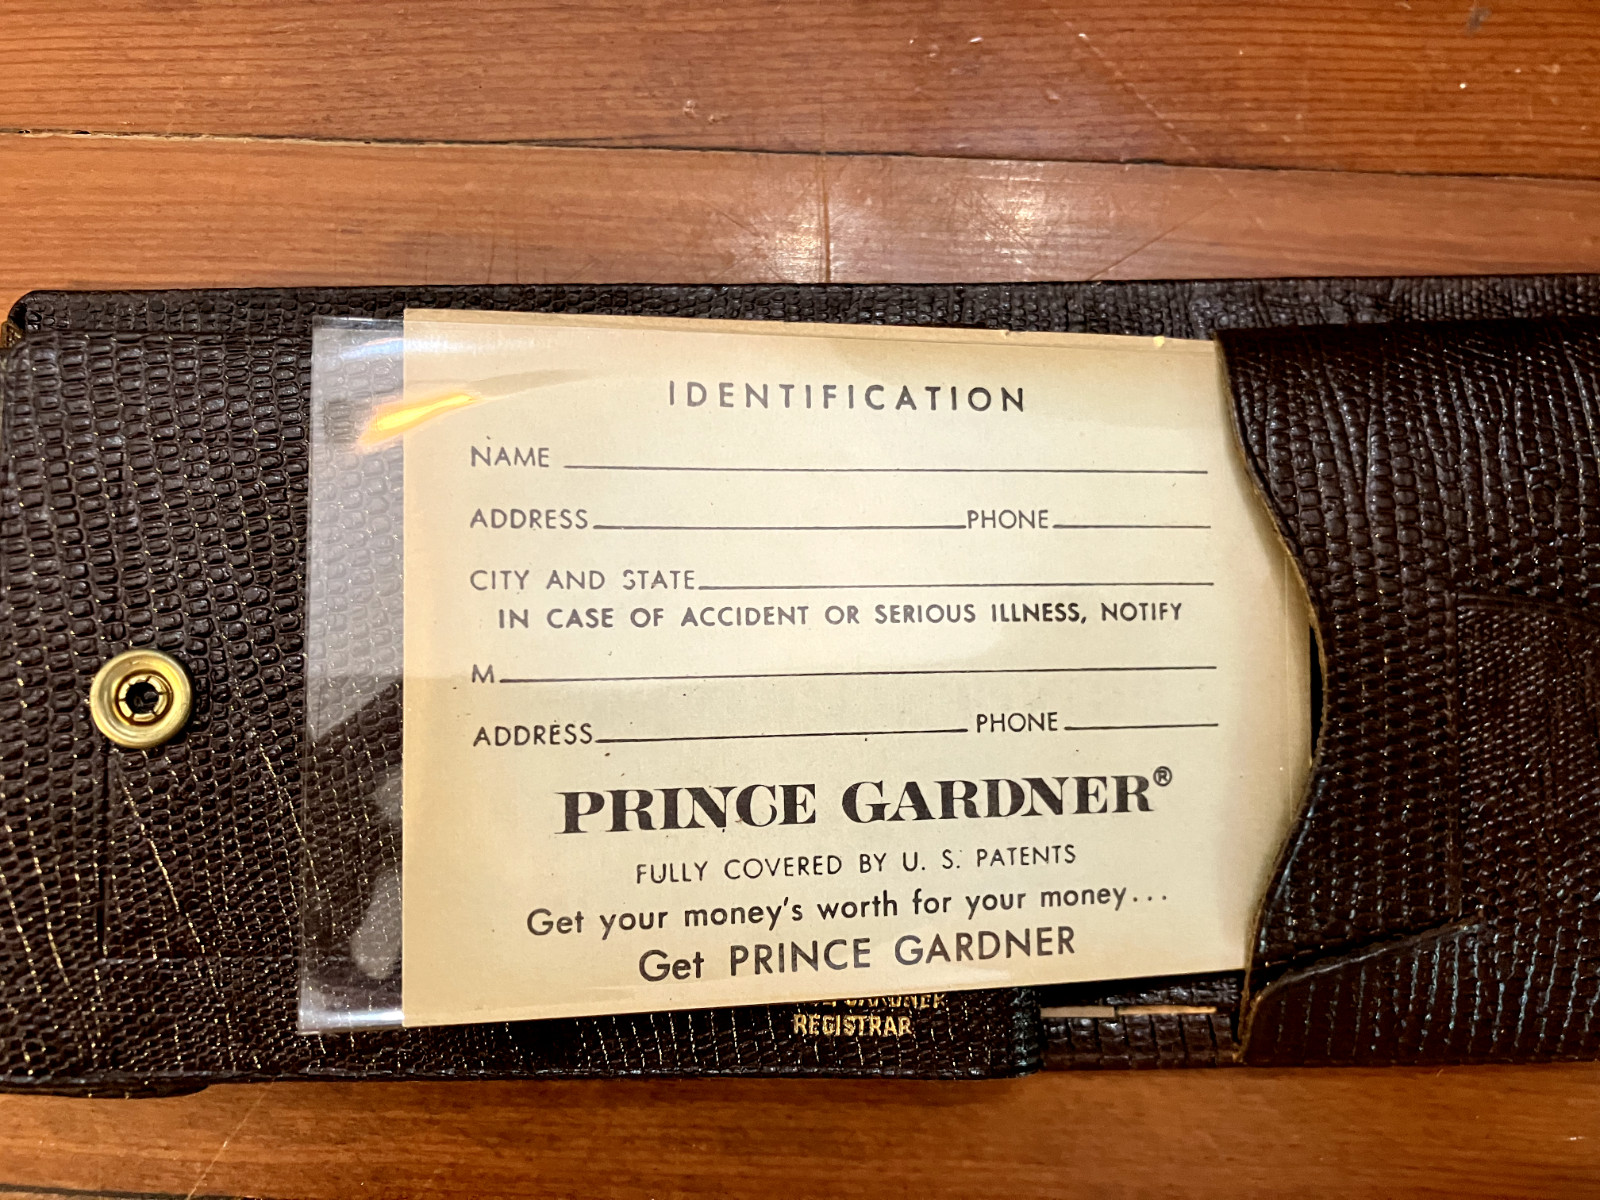 IDENTIFICATION
NAME
ADDRESS PHONE
CITY AND STATE
IN CASE OF ACCIDENT OR SERIOUS ILLNESS, NOTIFY
M
ADDRESS PHONE
PRINCE GARDNER®
FULLY COVERED BY U. S. PATENTS
Get your money's worth for your money...
Get PRINCE GARDNER
GARDNER
REGISTRAR